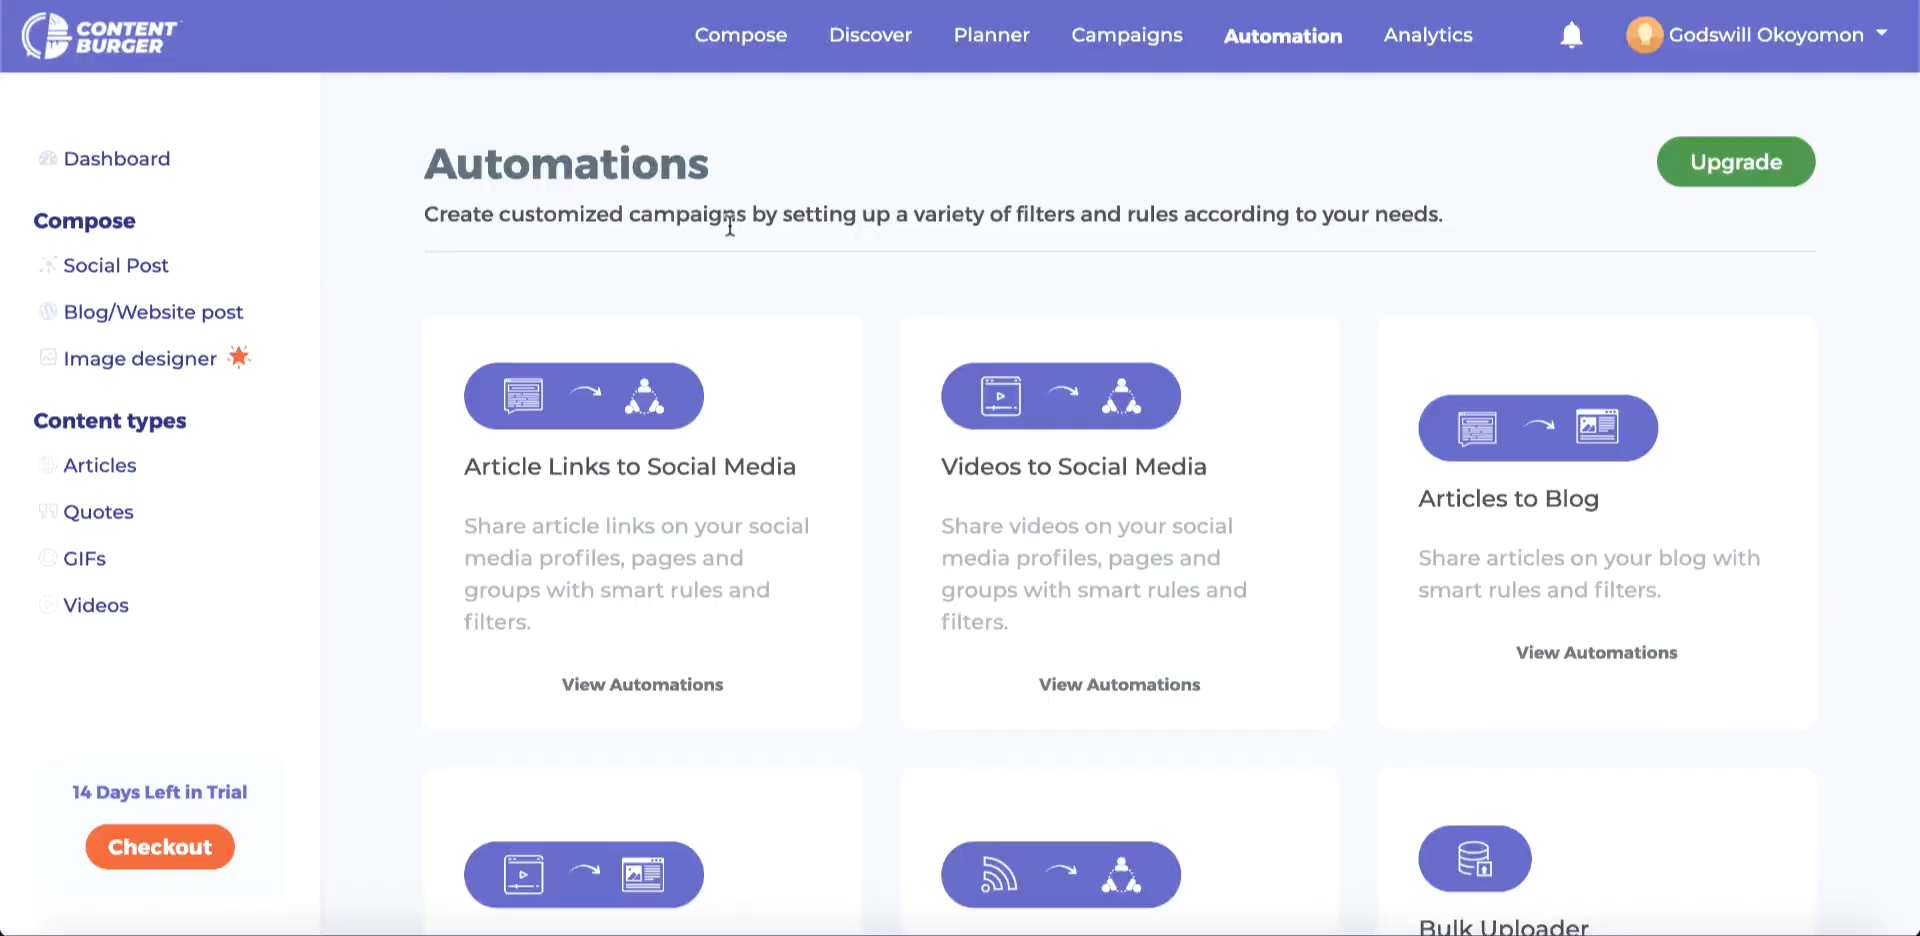 CONTENT
BURGER
Compose
Discover
Planner
Campaigns
Automation
Analytics
Godswill Okoyomon
Dashboard
Compose
Social Post
Blog/Website post
Image designer
Content types
Articles
Quotes
GIFs
Videos
14 Days Left in Trial
Checkout
Automations
Upgrade
Create customized campaigns by setting up a variety of filters and rules according to your needs.
Article Links to Social Media
Share article links on your social
media profiles, pages and
groups with smart rules and
filters.
View Automations
Videos to Social Media
Share videos on your social
media profiles, pages and
groups with smart rules and
filters.
View Automations
Articles to Blog
Share articles on your blog with
smart rules and filters.
View Automations
Bulk Uploader